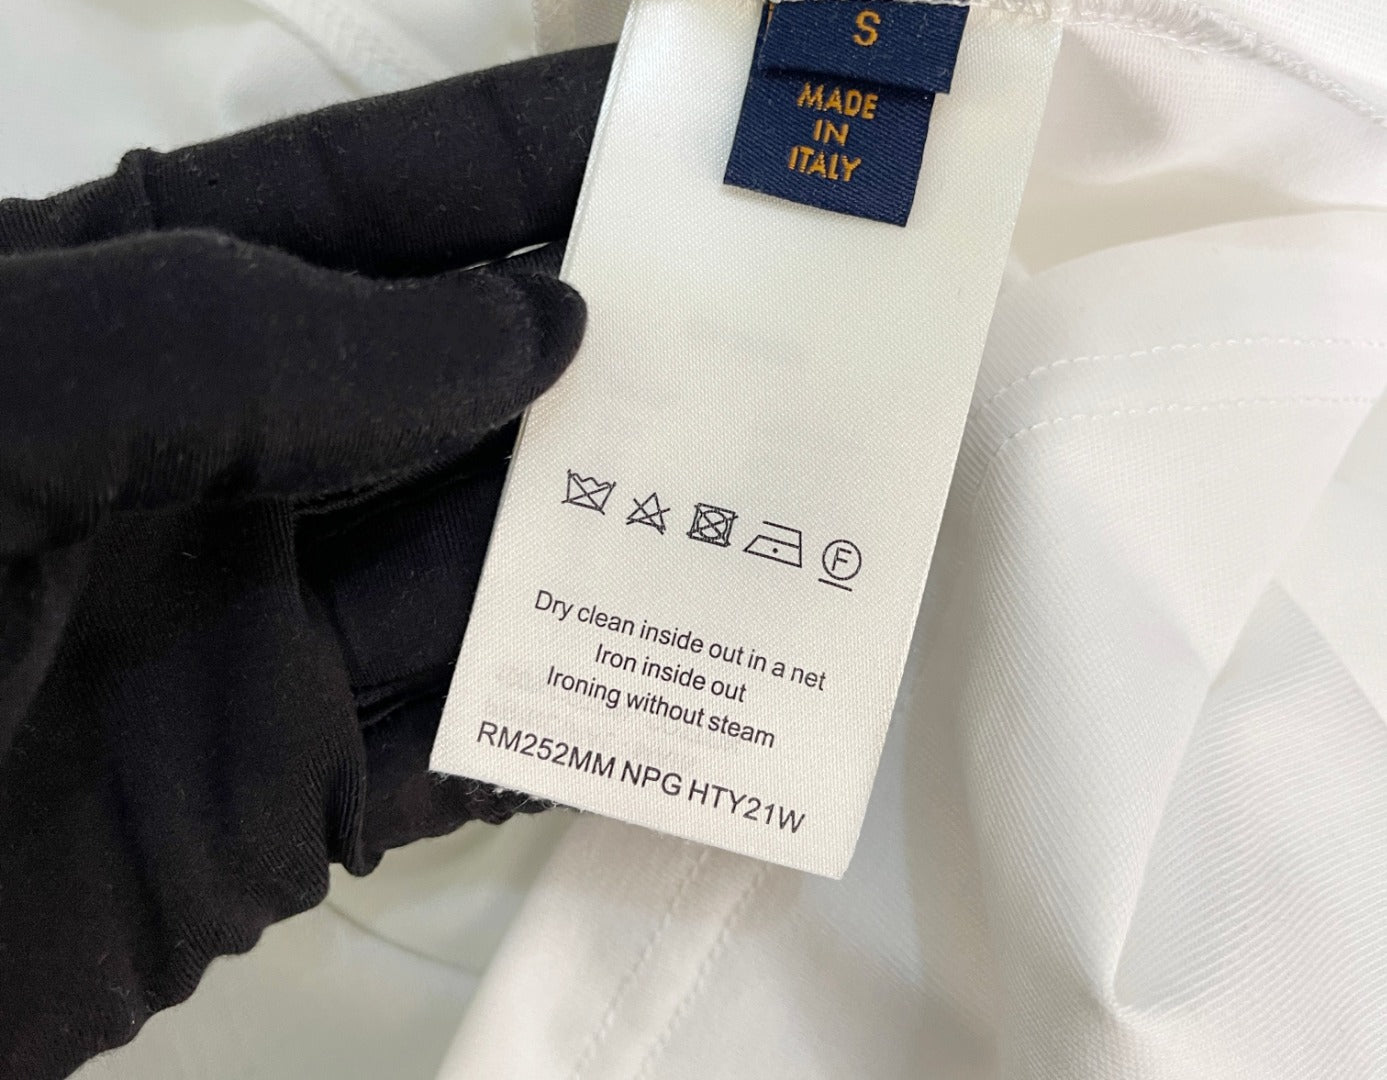 S
MADE
IN
ITALY
F
Dry clean inside out in a net
Iron inside out
Ironing without steam
RM252MM NPG HTY21W